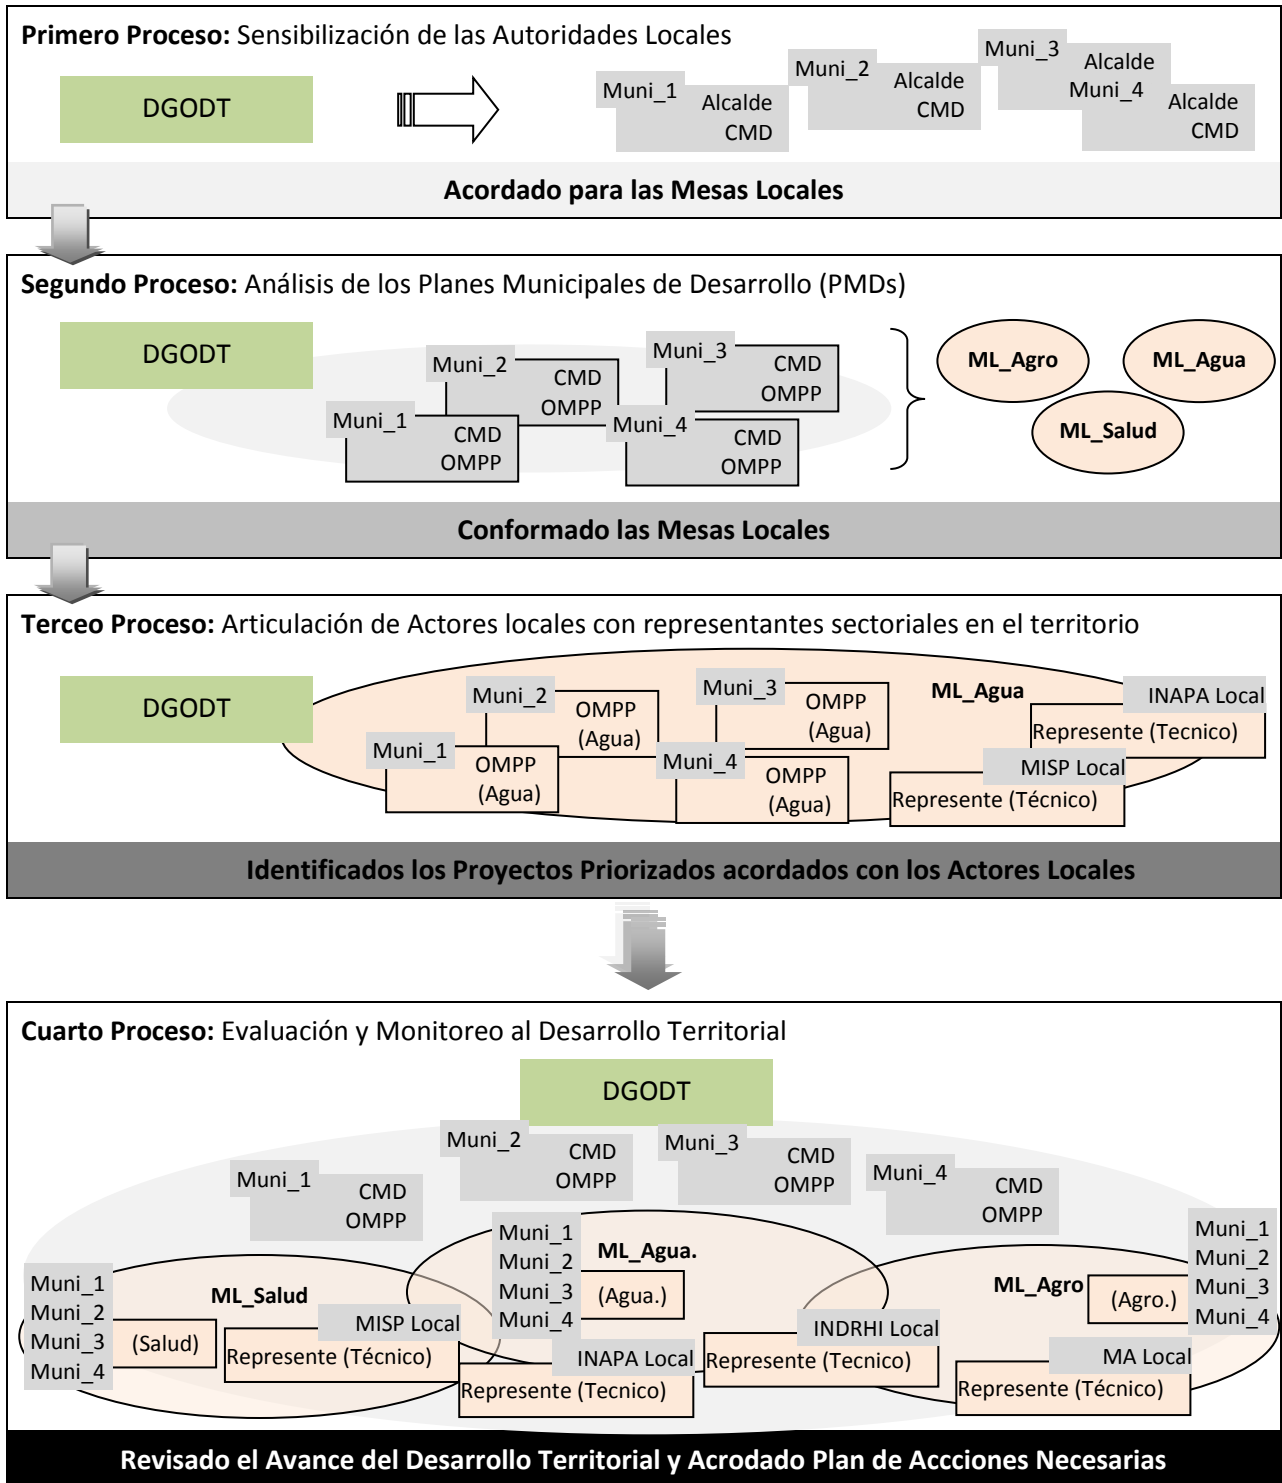 Primero Proceso: Sensibilización de las Autoridades Locales
DGODT
Muni_1
Alcalde
CMD
Muni_2
Alcalde
CMD
Muni_3
Alcalde
Muni_4
Alcalde
CMD
Acordado para las Mesas Locales
Segundo Proceso: Análisis de los Planes Municipales de Desarrollo (PMDs)
DGODT
Muni_1
CMD
OMPP
Muni_2
CMD
OMPP
Muni_3
CMD
OMPP
Muni_4
CMD
OMPP
ML_Agro
ML_Agua
ML_Salud
Conformado las Mesas Locales
Terceo Proceso: Articulación de Actores locales con representantes sectoriales en el territorio
DGODT
Muni_1
OMPP
(Agua)
Muni_2
OMPP
(Agua)
Muni_3
OMPP
(Agua)
Muni_4
OMPP
(Agua)
ML_Agua
INAPA Local
Represente (Tecnico)
MISP Local
Represente (Técnico)
Identificados los Proyectos Priorizados acordados con los Actores Locales
Cuarto Proceso: Evaluación y Monitoreo al Desarrollo Territorial
DGODT
Muni_1
CMD
OMPP
Muni_2
CMD
OMPP
Muni_3
CMD
OMPP
Muni_4
CMD
OMPP
Muni_1
Muni_2
Muni_3
Muni_4
ML_Salud
(Salud)
MISP Local
Represente (Técnico)
Muni_1
Muni_2
Muni_3
Muni_4
ML_Agua.
(Agua.)
INAPA Local
Represente (Tecnico)
INDRHI Local
Represente (Tecnico)
ML_Agro
(Agro.)
Muni_1
Muni_2
Muni_3
Muni_4
MA Local
Represente (Técnico)
Revisado el Avance del Desarrollo Territorial y Acrodado Plan de Accciones Necesarias